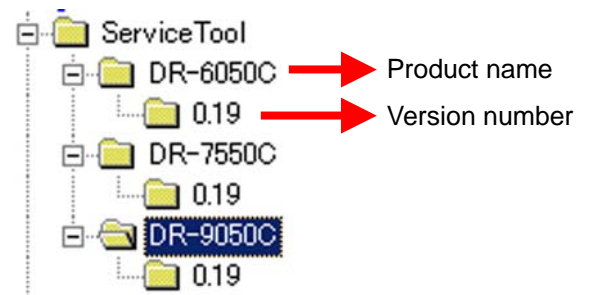 ServiceTool
DR-6050C Product name
0.19 Version number
DR-7550C
0.19
DR-9050C
0.19